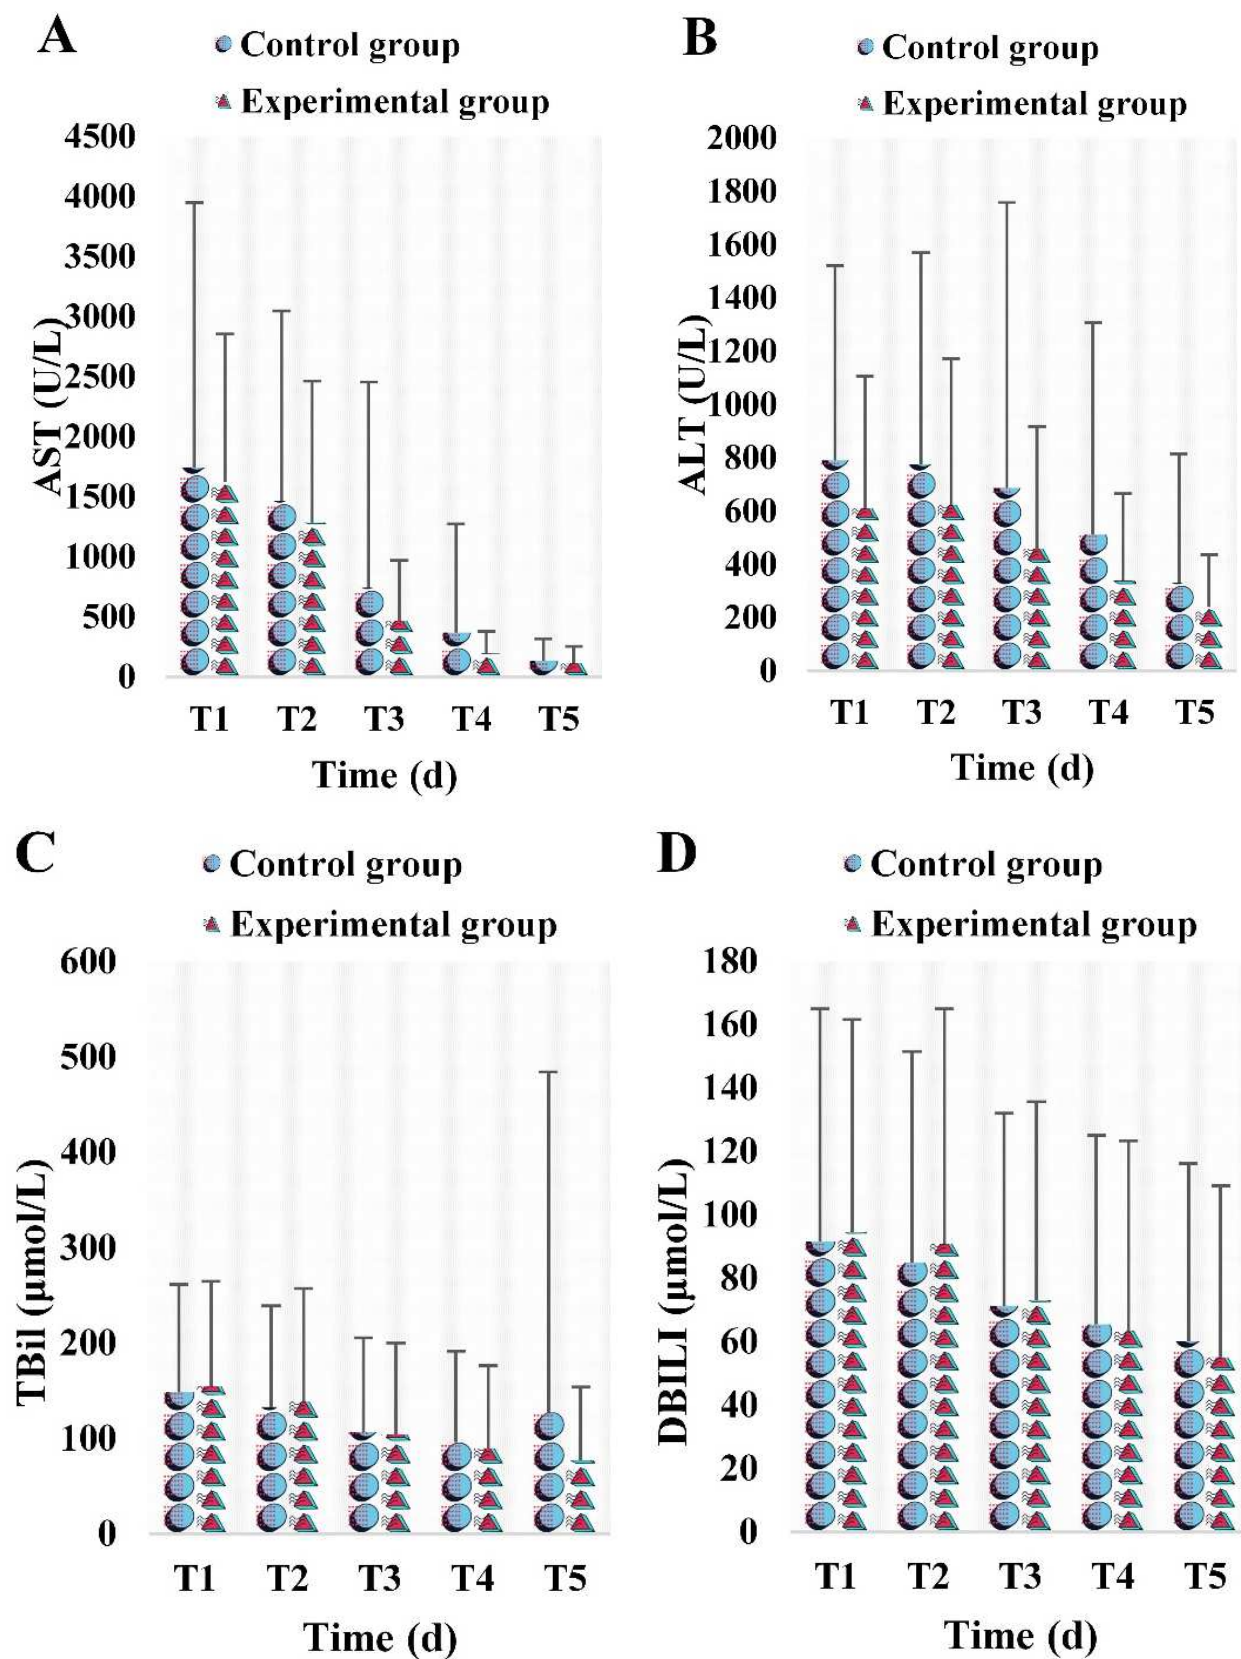 A
Control group
Experimental group
4500
4000
3500
3000
2500
2000
1500
1000
500
0
AST (U/L)
T1 T2 T3 T4 T5
Time (d)
B
Control group
Experimental group
2000
1800
1600
1400
1200
1000
800
600
400
200
0
ALT (U/L)
T1 T2 T3 T4 T5
Time (d)
C
Control group
Experimental group
600
500
400
300
200
100
0
TBil (μmol/L)
T1 T2 T3 T4 T5
Time (d)
D
Control group
Experimental group
180
160
140
120
100
80
60
40
20
0
DBILI (μmol/L)
T1 T2 T3 T4 T5
Time (d)